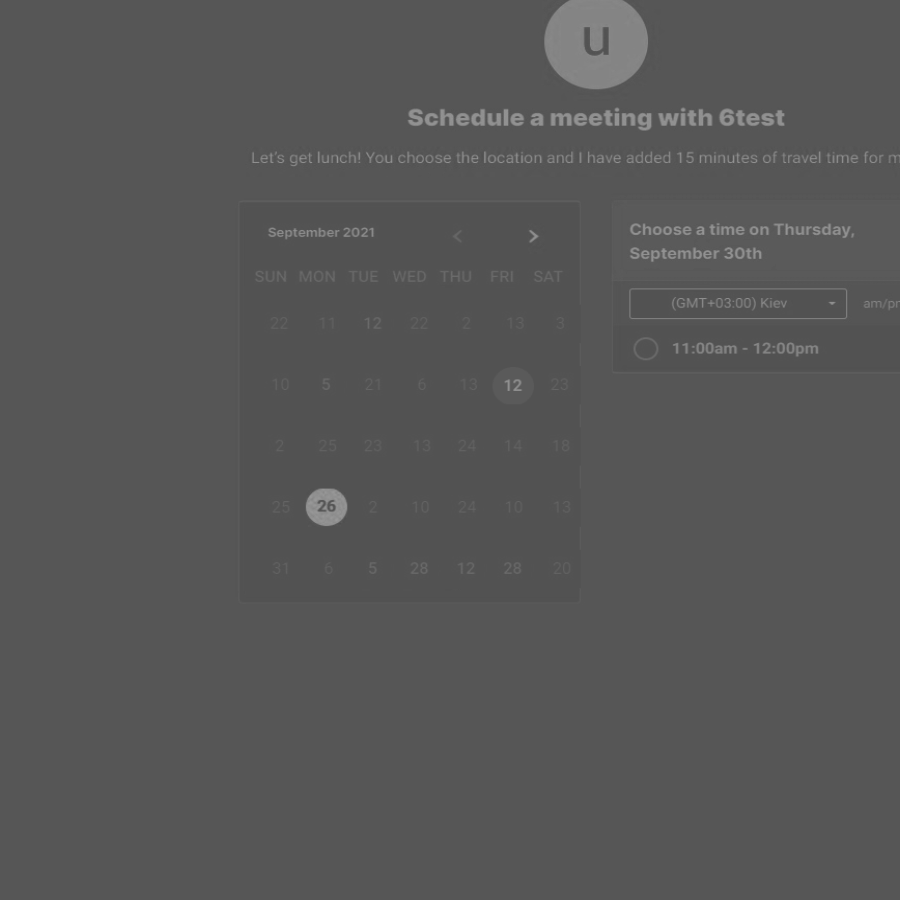 u
Schedule a meeting with 6test
Let's get lunch! You choose the location and I have added 15 minutes of travel time for
September 2021
SUN MON TUE WED THU FRI SAT
22 11 12 22 2 13 3
10 5 21 6 13 12 23
2 25 23 13 24 14 18
25 26 2 10 24 10 13
31 6 5 28 12 28 20
Choose a time on Thursday,
September 30th
(GMT+03:00) Kiev
11:00am - 12:00pm